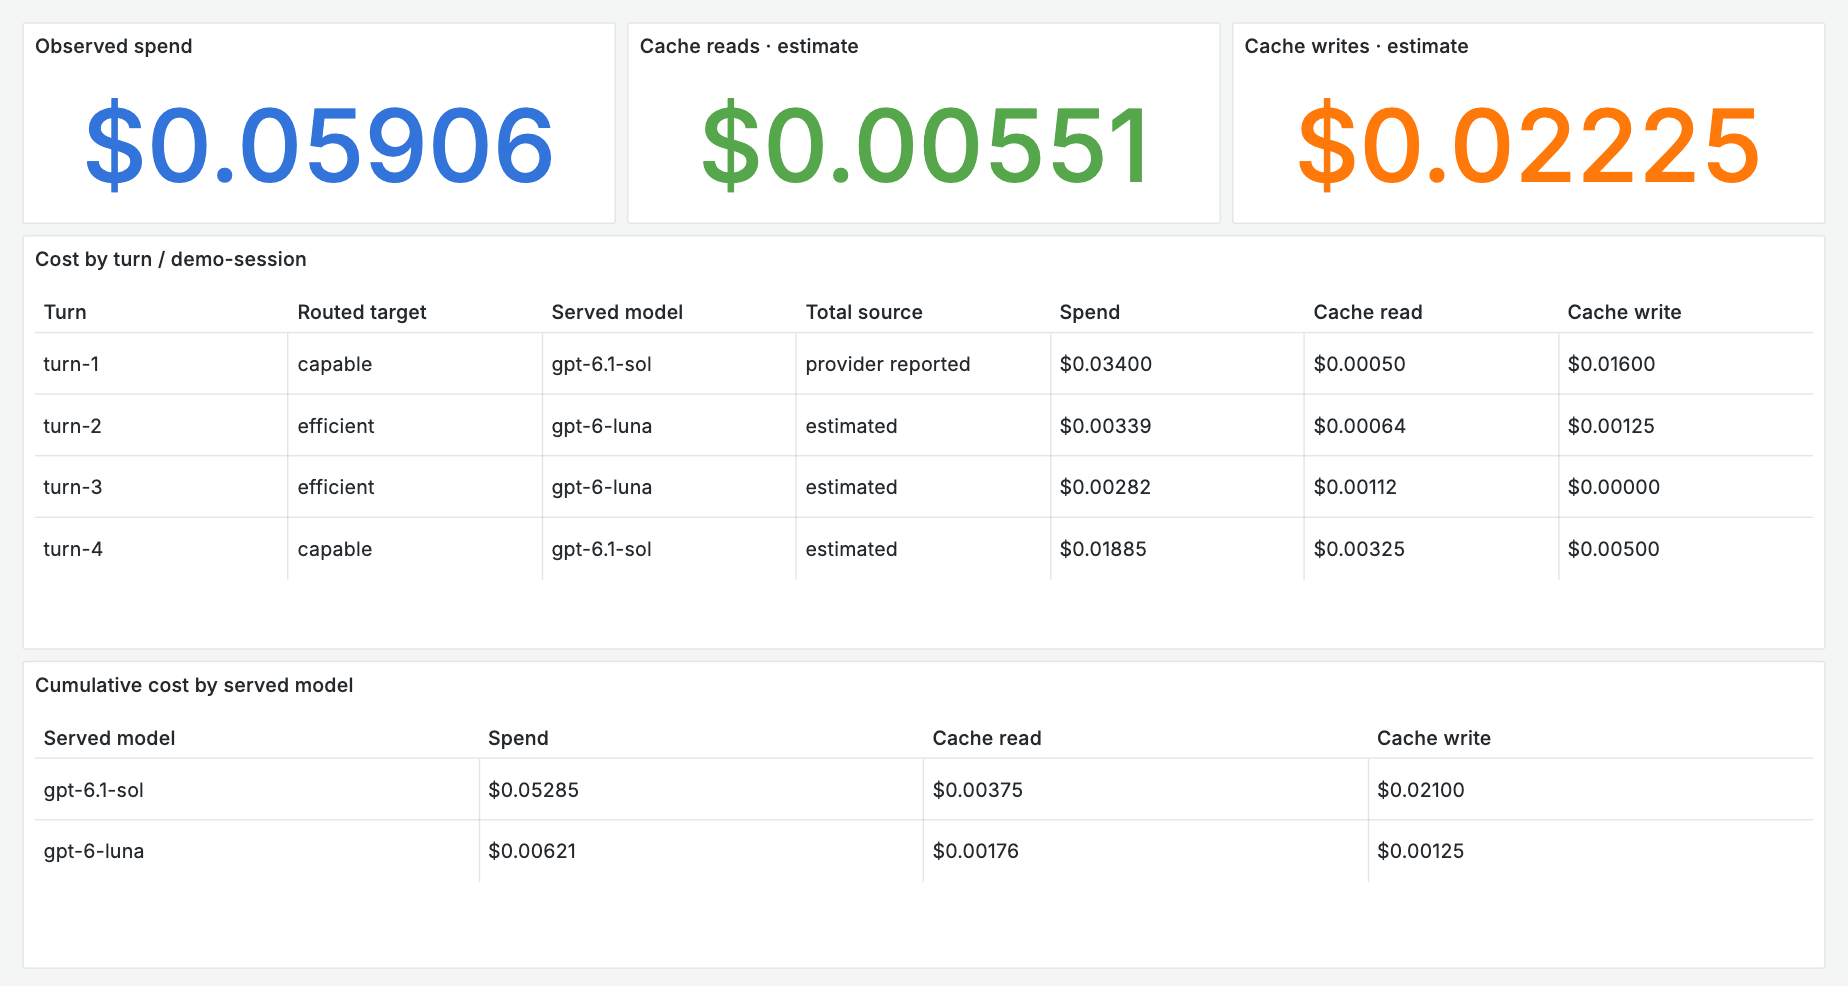 Observed spend
$0.05906
Cache reads · estimate
$0.00551
Cache writes · estimate
$0.02225
Cost by turn / demo-session
Turn Routed target Served model Total source Spend Cache read Cache write
turn-1 capable gpt-6.1-sol provider reported $0.03400 $0.00050 $0.01600
turn-2 efficient gpt-6-luna estimated $0.00339 $0.00064 $0.00125
turn-3 efficient gpt-6-luna estimated $0.00282 $0.00112 $0.00000
turn-4 capable gpt-6.1-sol estimated $0.01885 $0.00325 $0.00500
Cumulative cost by served model
Served model Spend Cache read Cache write
gpt-6.1-sol $0.05285 $0.00375 $0.02100
gpt-6-luna $0.00621 $0.00176 $0.00125